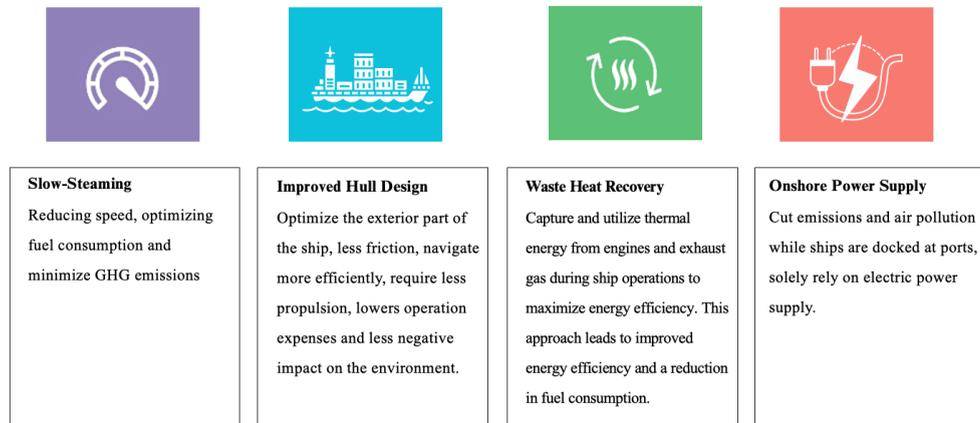 Slow-Steaming
Reducing speed, optimizing
fuel consumption and
minimize GHG emissions
Improved Hull Design
Optimize the exterior part of
the ship, less friction, navigate
more efficiently, require less
propulsion, lowers operation
expenses and less negative
impact on the environment.
Waste Heat Recovery
Capture and utilize thermal
energy from engines and exhaust
gas during ship operations to
maximize energy efficiency. This
approach leads to improved
energy efficiency and a reduction
in fuel consumption.
Onshore Power Supply
Cut emissions and air pollution
while ships are docked at ports,
solely rely on electric power
supply.